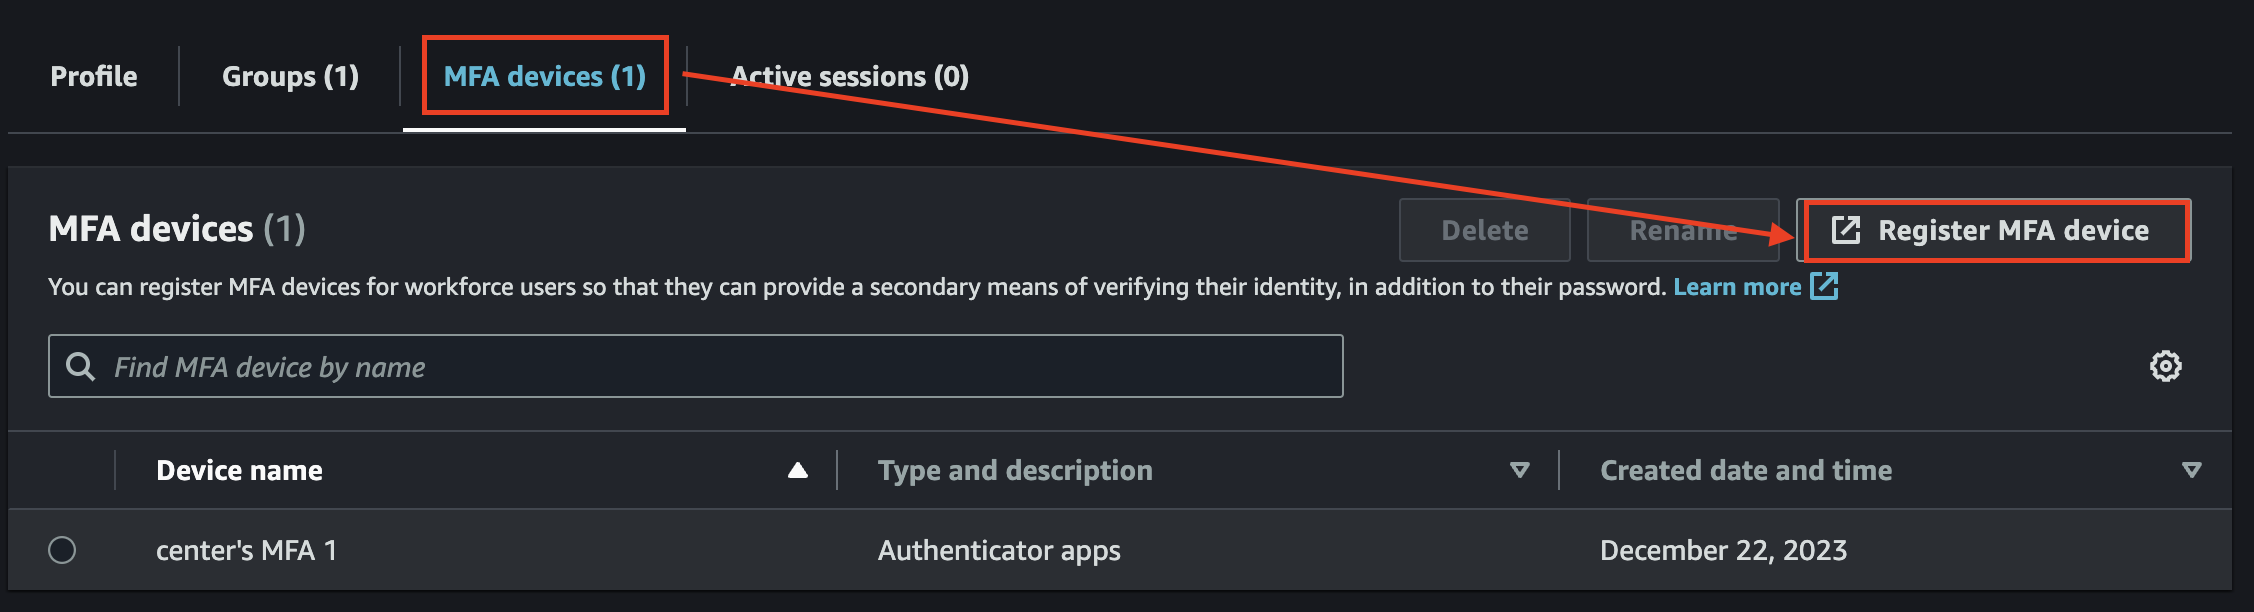 Profile
Groups (1)
MFA devices (1)
Active sessions (0)
MFA devices (1)
Delete
Rename
Register MFA device
You can register MFA devices for workforce users so that they can provide a secondary means of verifying their identity, in addition to their password. Learn more
Find MFA device by name
Device name
Type and description
Created date and time
center's MFA 1
Authenticator apps
December 22, 2023